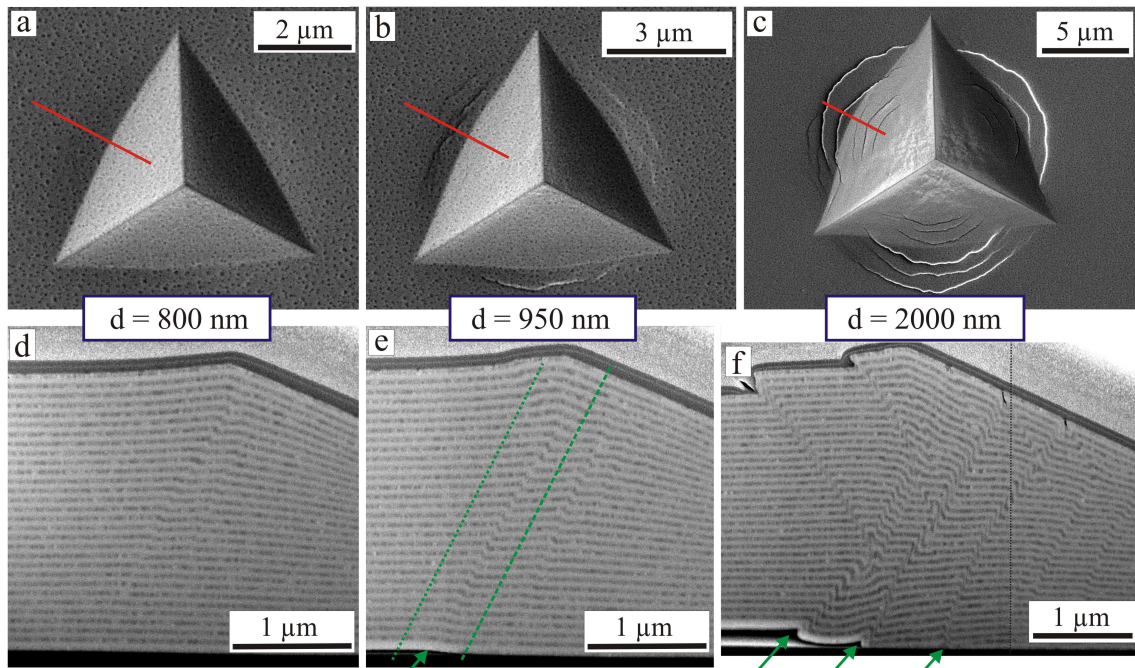 a
2 μm
b
3 μm
c
5 μm
d = 800 nm
d = 950 nm
d = 2000 nm
d
1 μm
e
1 μm
f
1 μm